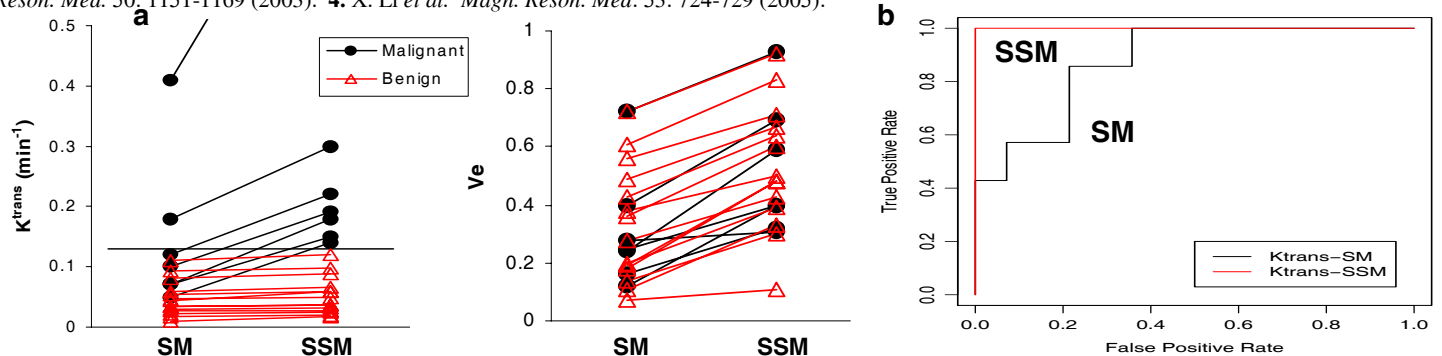 Reson. Med. 50: 1151-1169 (2003). 4. X. Li et al. Magn. Reson. Med. 53: 724-729 (2005).
a
0.5
0.4
0.3
0.2
0.1
0
K^trans (min^-1)
SM SSM
Malignant
Benign
1
0.8
0.6
0.4
0.2
0
Ve
SM SSM
b
1.0
0.8
0.6
0.4
0.2
0.0
True Positive Rate
SSM
SM
Ktrans-SM
Ktrans-SSM
0.0 0.2 0.4 0.6 0.8 1.0
False Positive Rate